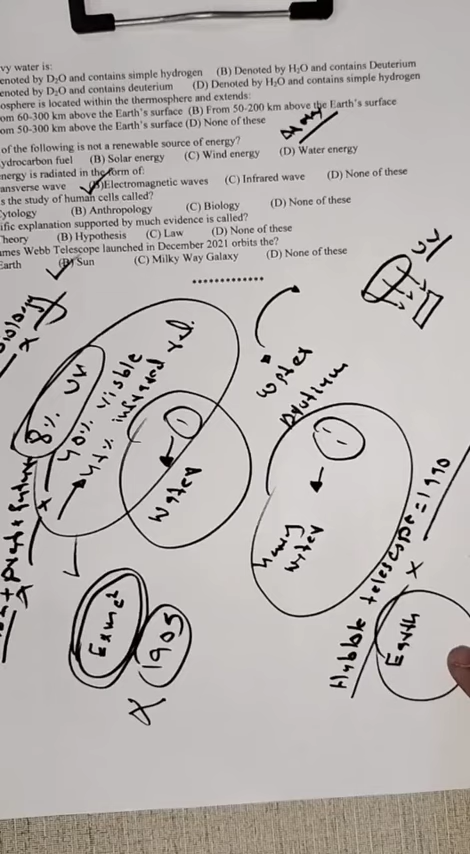 vy water is:
enoted by D₂O and contains simple hydrogen (B) Denoted by H₂O and contains Deuterium
enoted by D₂O and contains deuterium (D) Denoted by H₂O and contains simple hydrogen
osphere is located within the thermosphere and extends:
om 60-300 km above the Earth's surface (B) From 50-200 km above the Earth's surface
om 50-300 km above the Earth's surface (D) None of these
of the following is not a renewable source of energy?
ydrocarbon fuel (B) Solar energy (C) Wind energy (D) Water energy
nergy is radiated in the form of:
ansverse wave (B)Electromagnetic waves (C) Infrared wave (D) None of these
s the study of human cells called?
Cytology (B) Anthropology (C) Biology (D) None of these
ific explanation supported by much evidence is called?
Theory (B) Hypothesis (C) Law (D) None of these
ames Webb Telescope launched in December 2021 orbits the?
Earth (B) Sun (C) Milky Way Galaxy (D) None of these
.............
UV
water
8% UV
40% visible
infrared rad.
water
heavy water
Hubble telescope = 1990
Earth
E=mc²
1905